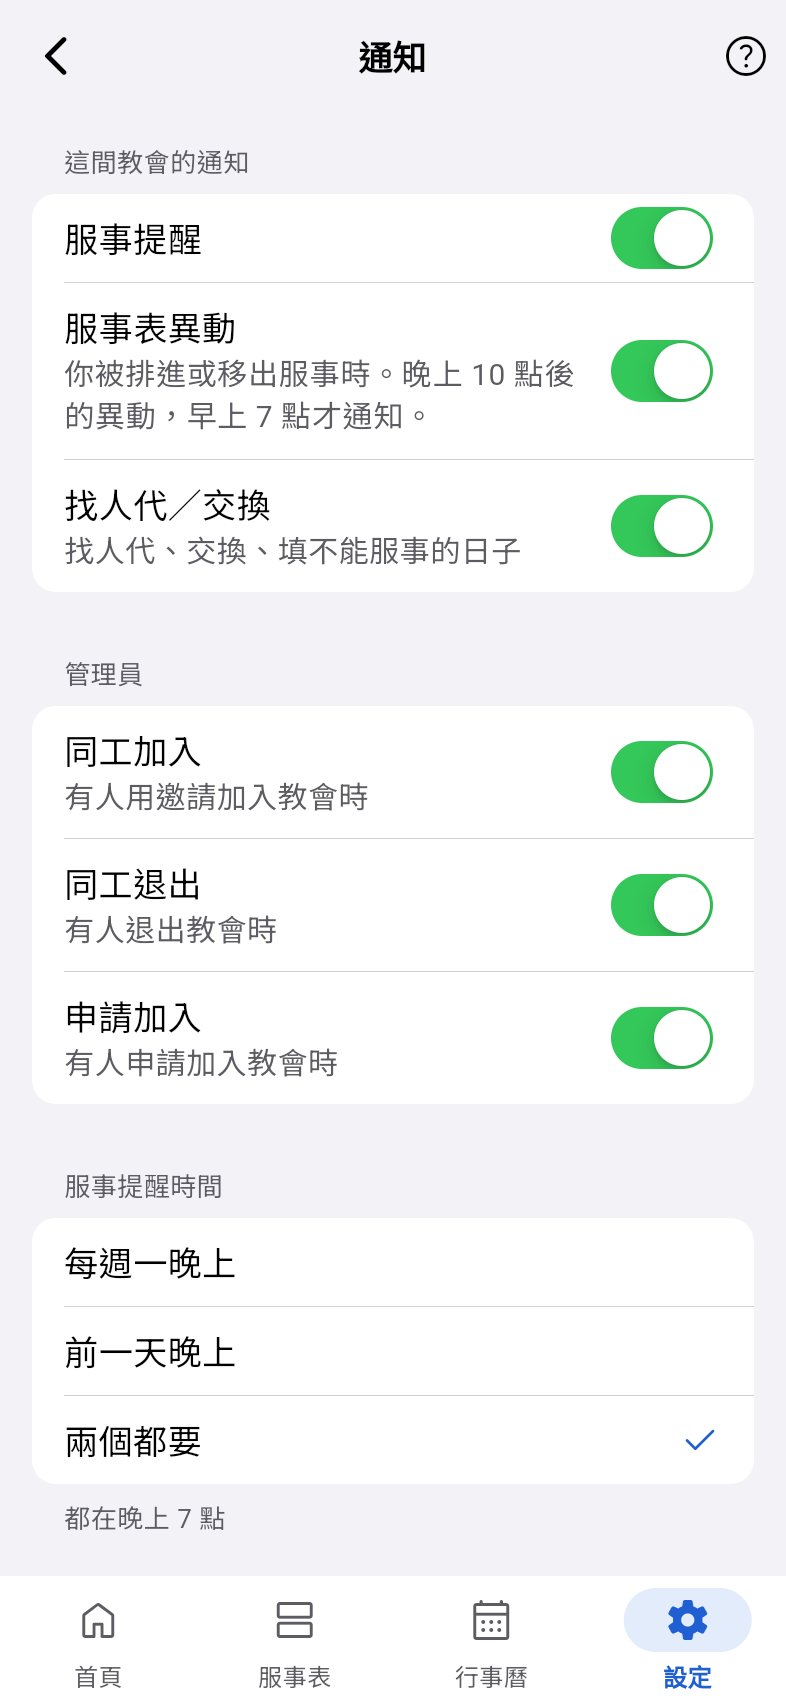 通知
這間教會的通知
服事提醒
服事表異動
你被排進或移出服事時。晚上 10 點後
的異動，早上 7 點才通知。
找人代／交換
找人代、交換、填不能服事的日子
管理員
同工加入
有人用邀請加入教會時
同工退出
有人退出教會時
申請加入
有人申請加入教會時
服事提醒時間
每週一晚上
前一天晚上
兩個都要
都在晚上 7 點
首頁
服事表
行事曆
設定